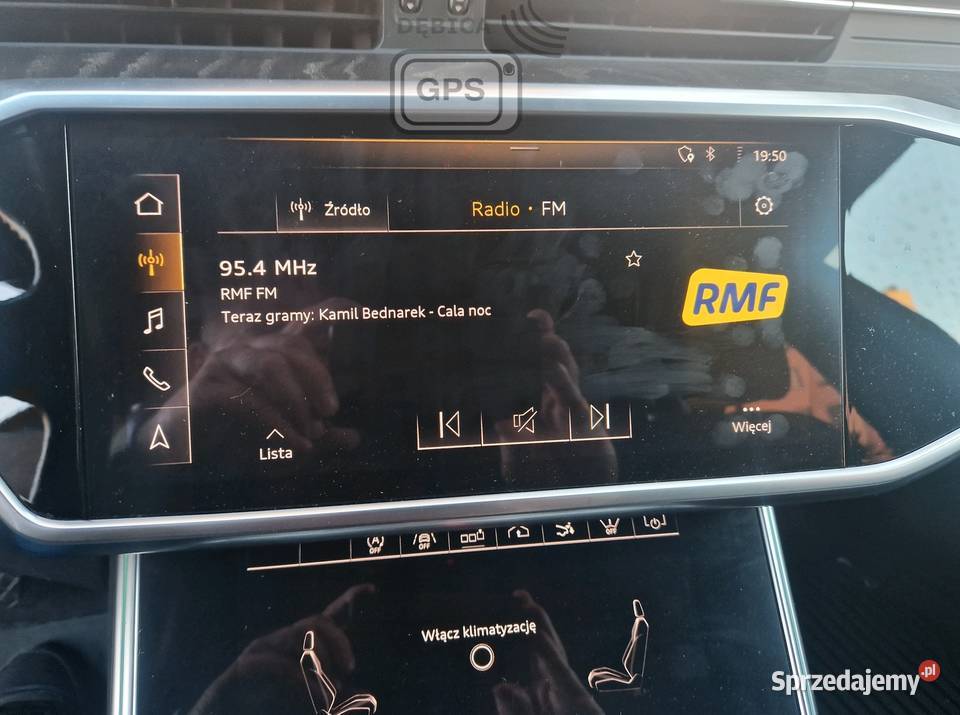 DĘBICA
GPS
19:50
Źródło
Radio • FM
95.4 MHz
RMF FM
Teraz gramy: Kamil Bednarek - Cala noc
RMF
Lista
Więcej
OFF
OFF
OFF
Włącz klimatyzację
Sprzedajemy.pl